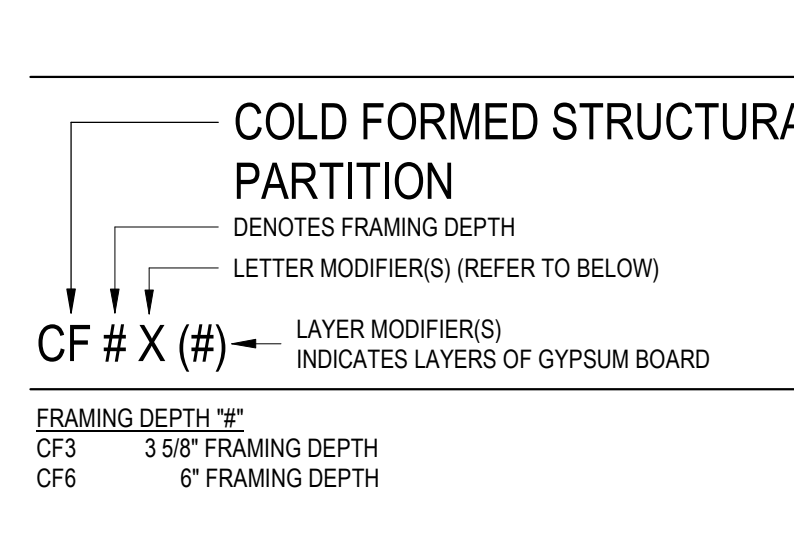 COLD FORMED STRUCTURA
PARTITION
DENOTES FRAMING DEPTH
LETTER MODIFIER(S) (REFER TO BELOW)
CF # X (#)
LAYER MODIFIER(S)
INDICATES LAYERS OF GYPSUM BOARD
FRAMING DEPTH "#"
CF3 3 5/8" FRAMING DEPTH
CF6 6" FRAMING DEPTH